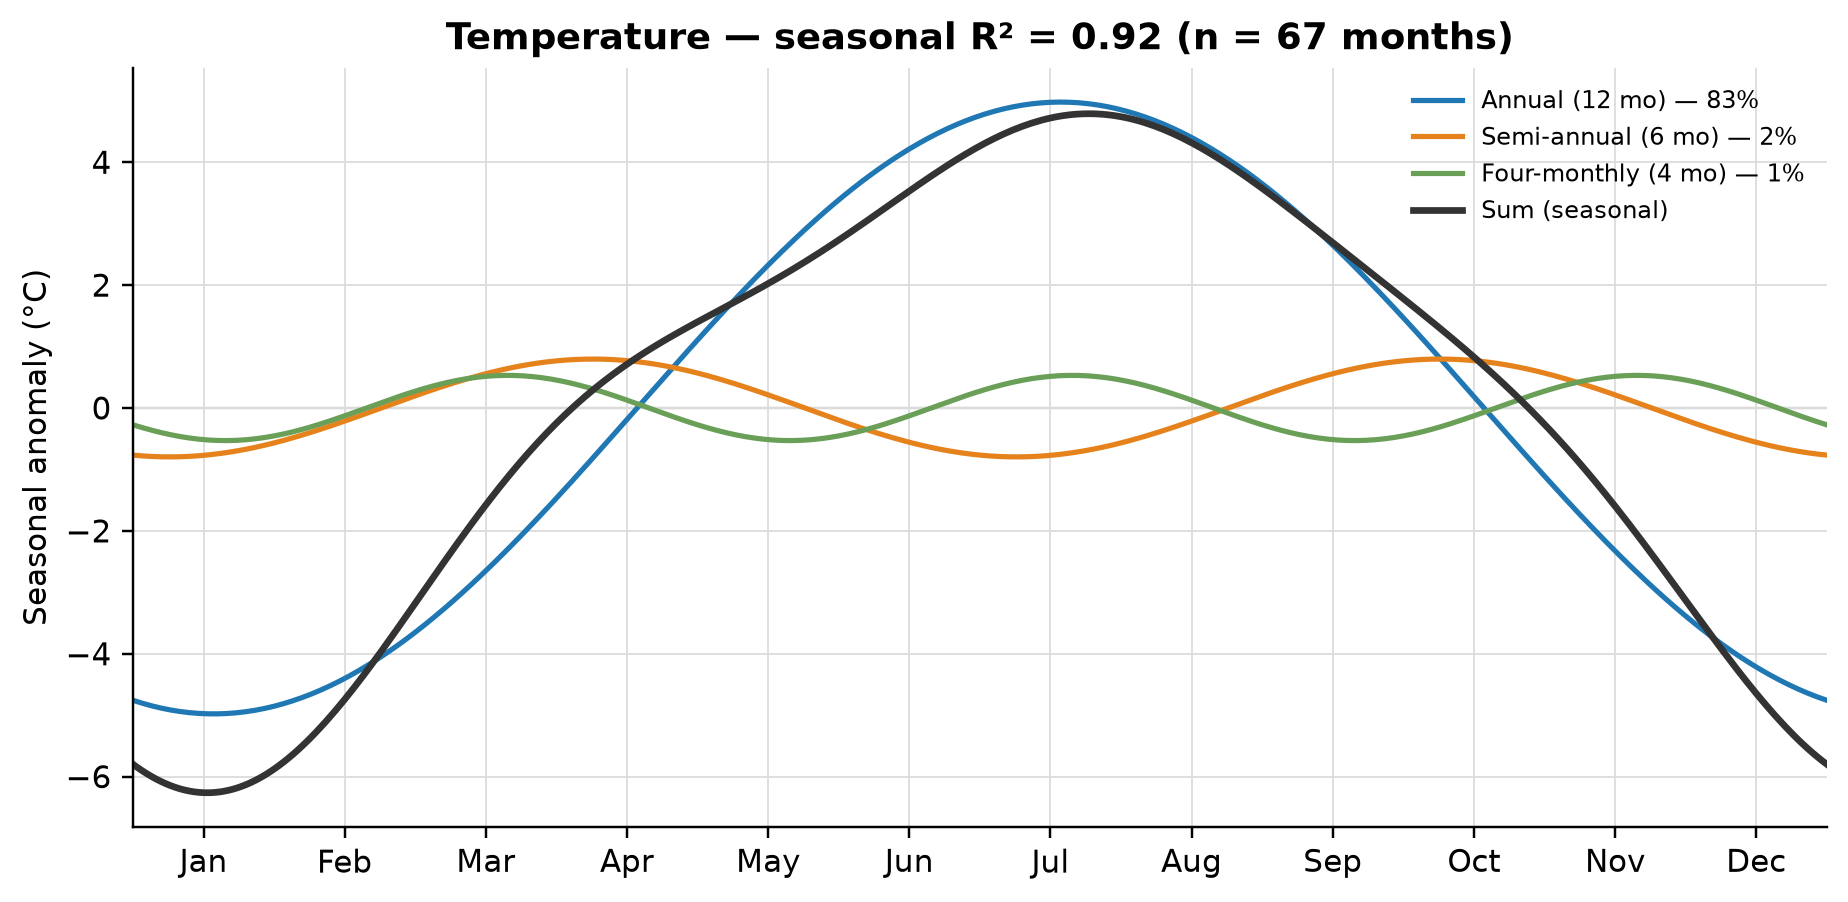 Temperature — seasonal R² = 0.92 (n = 67 months)
Annual (12 mo) — 83%
Semi-annual (6 mo) — 2%
Four-monthly (4 mo) — 1%
Sum (seasonal)
Seasonal anomaly (°C)
4
2
0
−2
−4
−6
Jan Feb Mar Apr May Jun Jul Aug Sep Oct Nov Dec